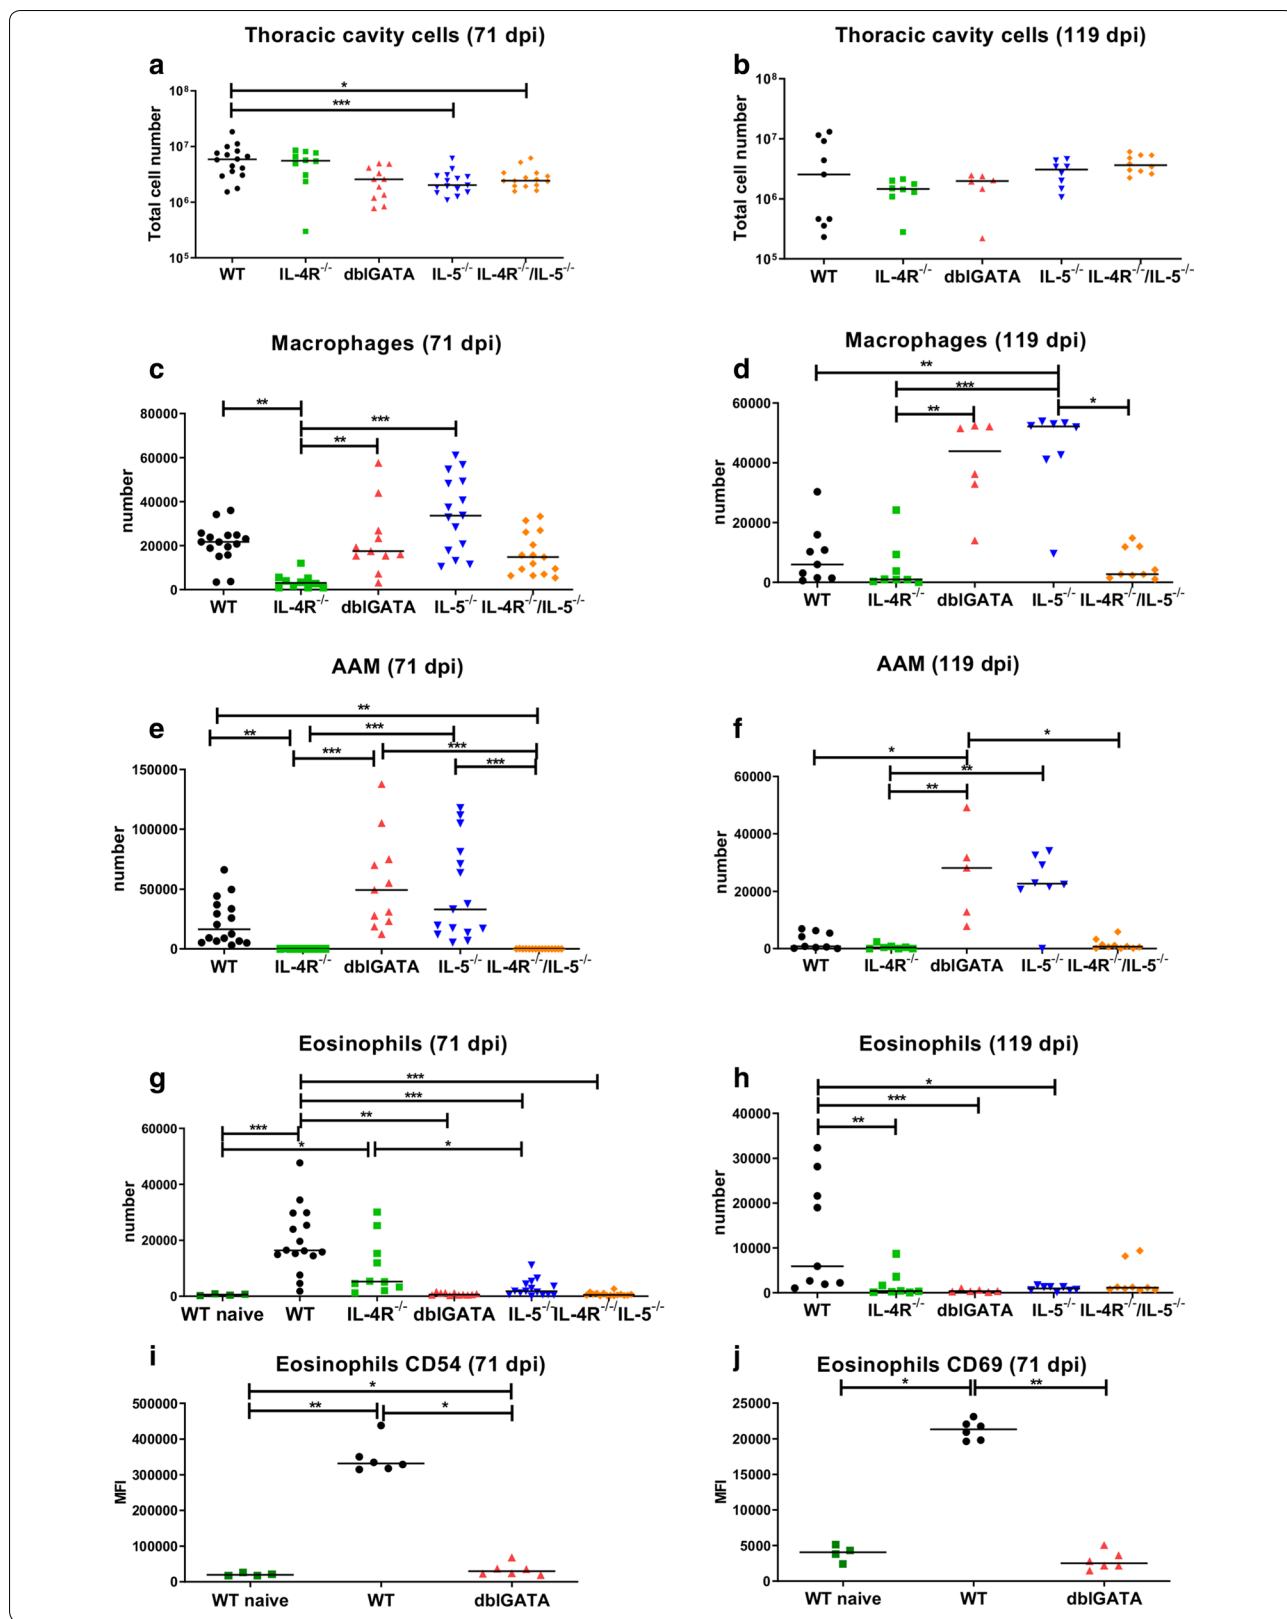 Thoracic cavity cells (71 dpi)
a
*
***
10⁸
10⁷
10⁶
10⁵
Total cell number
WT IL-4R⁻/⁻ dblGATA IL-5⁻/⁻ IL-4R⁻/⁻/IL-5⁻/⁻
Thoracic cavity cells (119 dpi)
b
10⁸
10⁷
10⁶
10⁵
Total cell number
WT IL-4R⁻/⁻ dblGATA IL-5⁻/⁻ IL-4R⁻/⁻/IL-5⁻/⁻
Macrophages (71 dpi)
c
**
***
**
80000
60000
40000
20000
0
number
WT IL-4R⁻/⁻ dblGATA IL-5⁻/⁻ IL-4R⁻/⁻/IL-5⁻/⁻
Macrophages (119 dpi)
d
**
***
**
*
60000
40000
20000
0
number
WT IL-4R⁻/⁻ dblGATA IL-5⁻/⁻ IL-4R⁻/⁻/IL-5⁻/⁻
AAM (71 dpi)
e
**
**
***
***
***
***
150000
100000
50000
0
number
WT IL-4R⁻/⁻ dblGATA IL-5⁻/⁻ IL-4R⁻/⁻/IL-5⁻/⁻
AAM (119 dpi)
f
*
*
**
**
60000
40000
20000
0
number
WT IL-4R⁻/⁻ dblGATA IL-5⁻/⁻ IL-4R⁻/⁻/IL-5⁻/⁻
Eosinophils (71 dpi)
g
***
***
**
***
*
*
60000
40000
20000
0
number
WT naive WT IL-4R⁻/⁻ dblGATA IL-5⁻/⁻ IL-4R⁻/⁻/IL-5⁻/⁻
Eosinophils (119 dpi)
h
*
***
**
40000
30000
20000
10000
0
number
WT IL-4R⁻/⁻ dblGATA IL-5⁻/⁻ IL-4R⁻/⁻/IL-5⁻/⁻
i
Eosinophils CD54 (71 dpi)
*
**
*
500000
400000
300000
200000
100000
0
MFI
WT naive WT dblGATA
j
Eosinophils CD69 (71 dpi)
*
**
25000
20000
15000
10000
5000
0
MFI
WT naive WT dblGATA